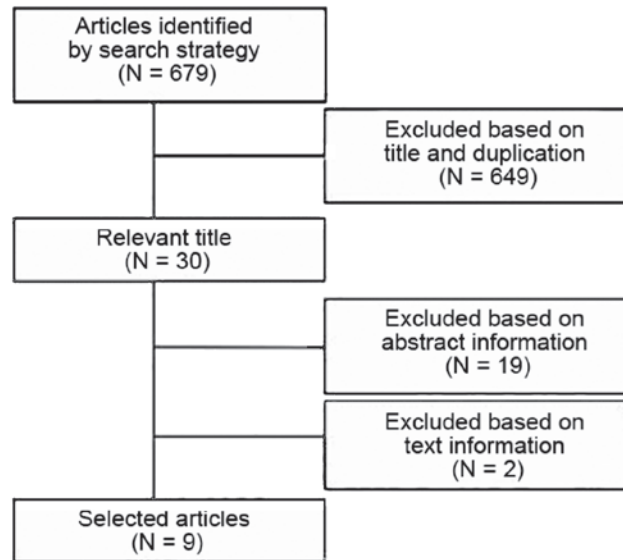 Articles identified
by search strategy
(N = 679)
Excluded based on
title and duplication
(N = 649)
Relevant title
(N = 30)
Excluded based on
abstract information
(N = 19)
Excluded based on
text information
(N = 2)
Selected articles
(N = 9)